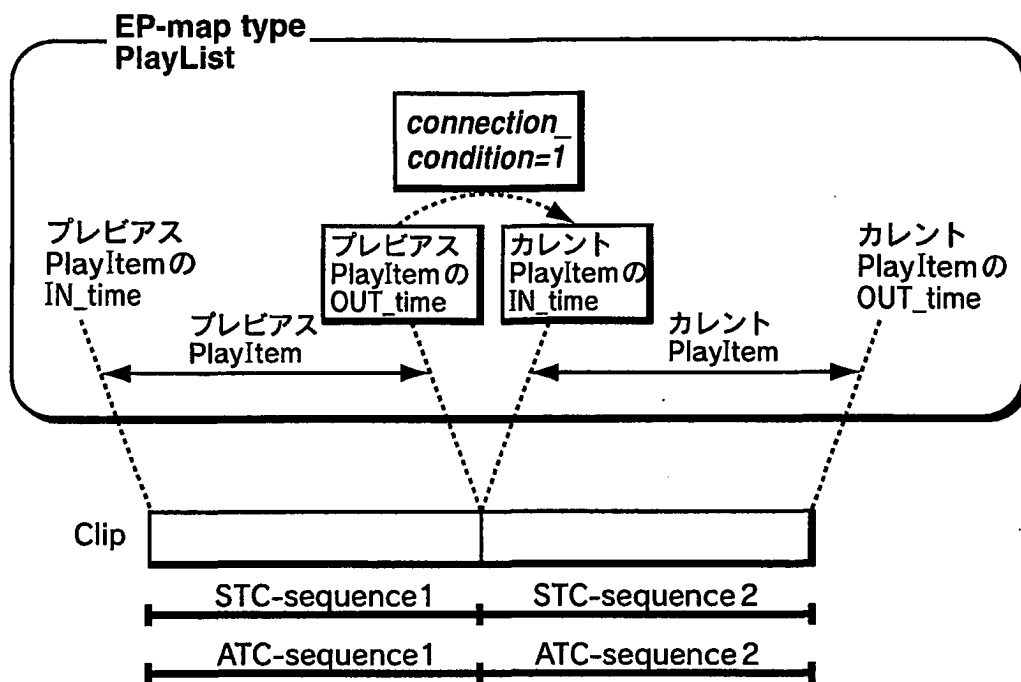 EP-map type
PlayList
connection_
condition=1
プレビアス
PlayItemの
IN_time
プレビアス
PlayItemの
OUT_time
カレント
PlayItemの
IN_time
カレント
PlayItemの
OUT_time
プレビアス
PlayItem
カレント
PlayItem
Clip
STC-sequence1
STC-sequence2
ATC-sequence1
ATC-sequence2